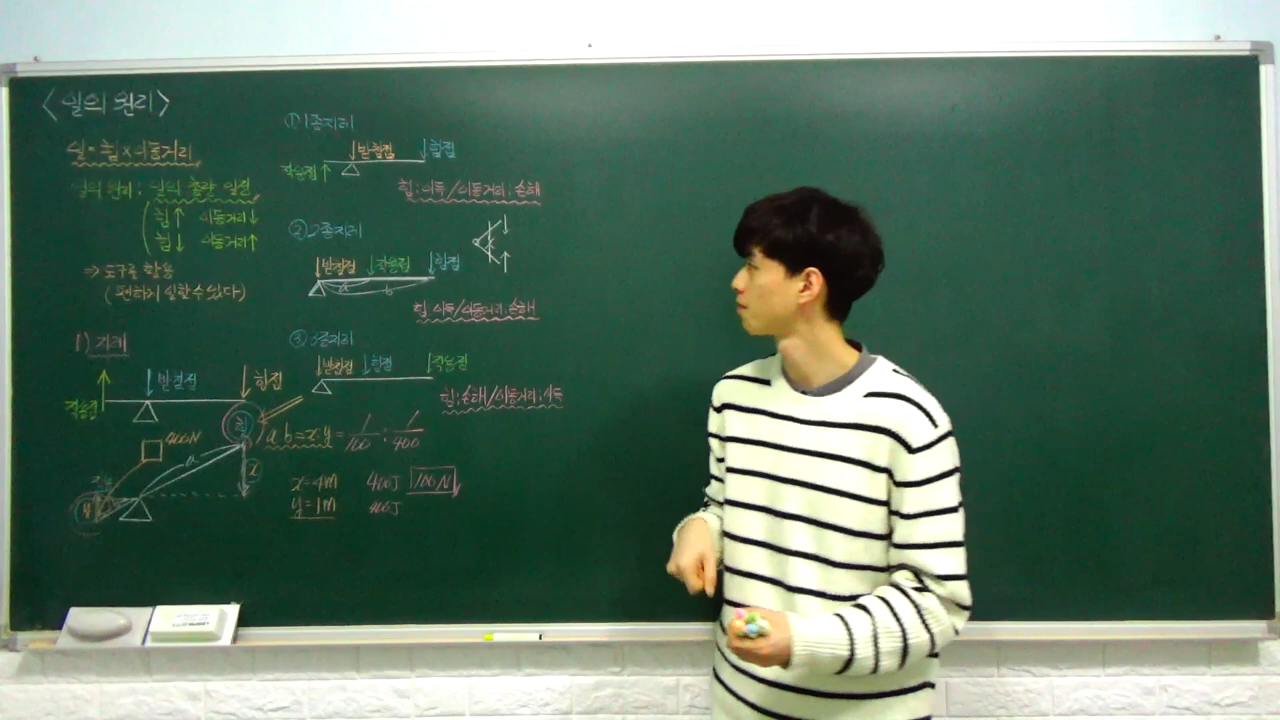 <일의 원리>
일 = 힘 x 이동거리
일의 원리 : 일의 총량 일정
힘↑ 이동거리↓
힘↓ 이동거리↑
⇒ 도구를 활용
(편하게 일할 수 있다)
1) 지레
받침점 힘점
작용점
400N
a
힘
x
y
a:b=x:y = 1/100 : 1/400
x=4m 400J 100N
y=1m 400J
① 1종지레
받침점 힘점
작용점
힘:이득/이동거리:손해
② 2종지레
받침점 작용점 힘점
a b
힘:이득/이동거리:손해
③ 3종지레
받침점 힘점 작용점
힘:손해/이동거리:이득